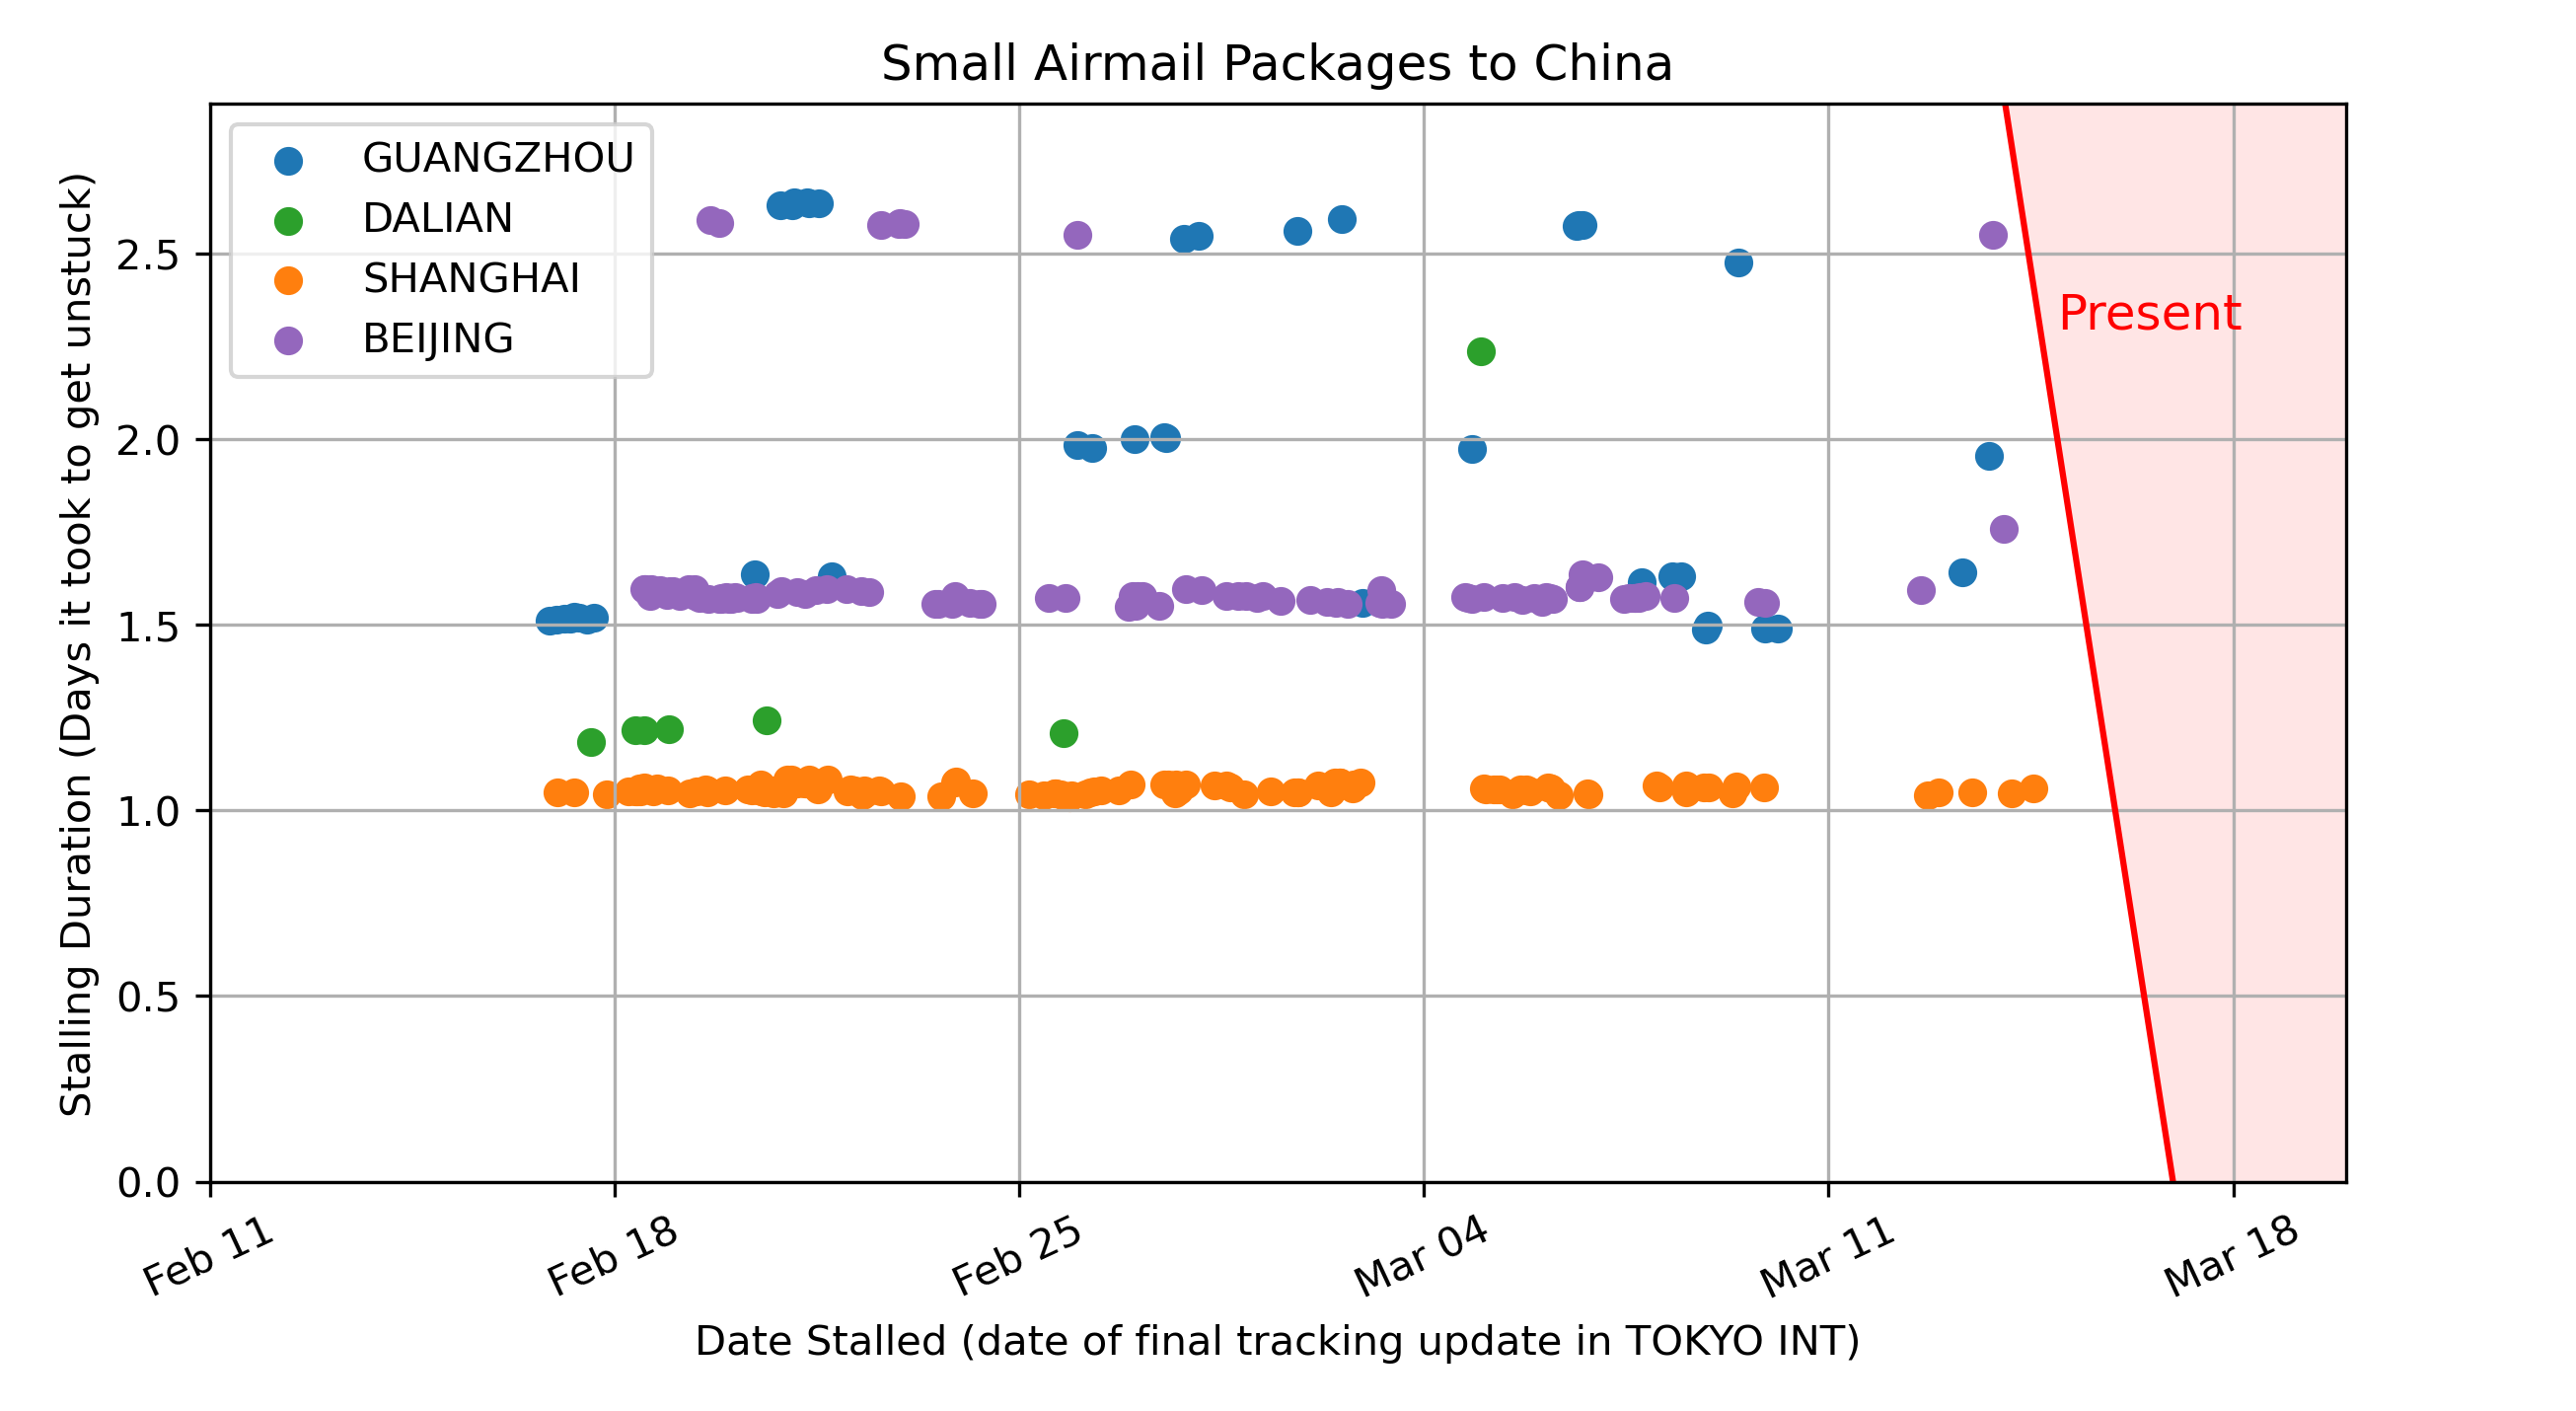 Small Airmail Packages to China
GUANGZHOU
DALIAN
SHANGHAI
BEIJING
Present
Stalling Duration (Days it took to get unstuck)
2.5
2.0
1.5
1.0
0.5
0.0
Feb 11
Feb 18
Feb 25
Mar 04
Mar 11
Mar 18
Date Stalled (date of final tracking update in TOKYO INT)